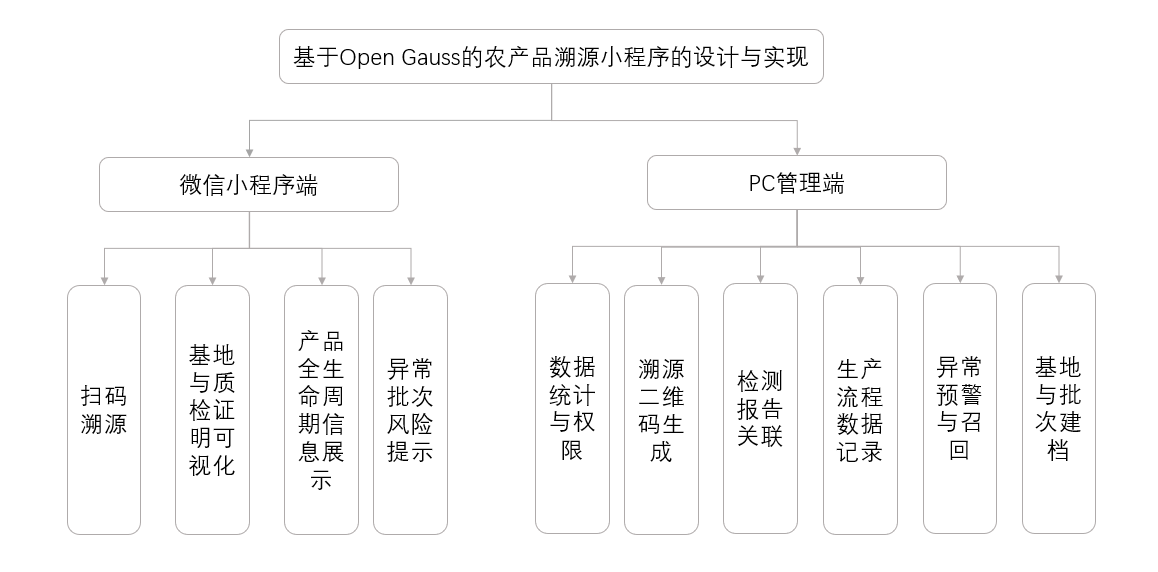 基于Open Gauss的农产品溯源小程序的设计与实现
微信小程序端
PC管理端
扫码
溯源
基地
与质
检证
明可
视化
产品
全生
命周
期信
息展
示
异常
批次
风险
提示
数据
统计
与权
限
溯源
二维
码生
成
检测
报告
关联
生产
流程
数据
记录
异常
预警
与召
回
基地
与批
次建
档